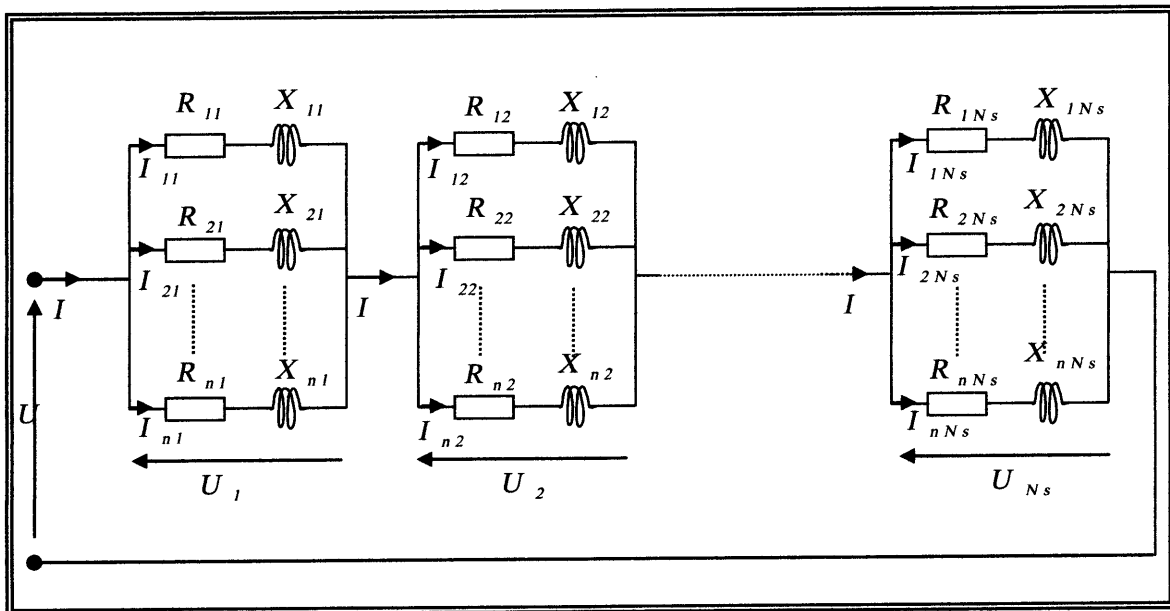 R 11 X 11 R 12 X 12 R 1Ns X 1Ns
I 11 I 12 I 1Ns
R 21 X 21 R 22 X 22 R 2Ns X 2Ns
I I 21 I I 22 I I 2Ns
R n1 X n1 R n2 X n2 R nNs X nNs
U I n1 I n2 I nNs
U 1 U 2 U Ns